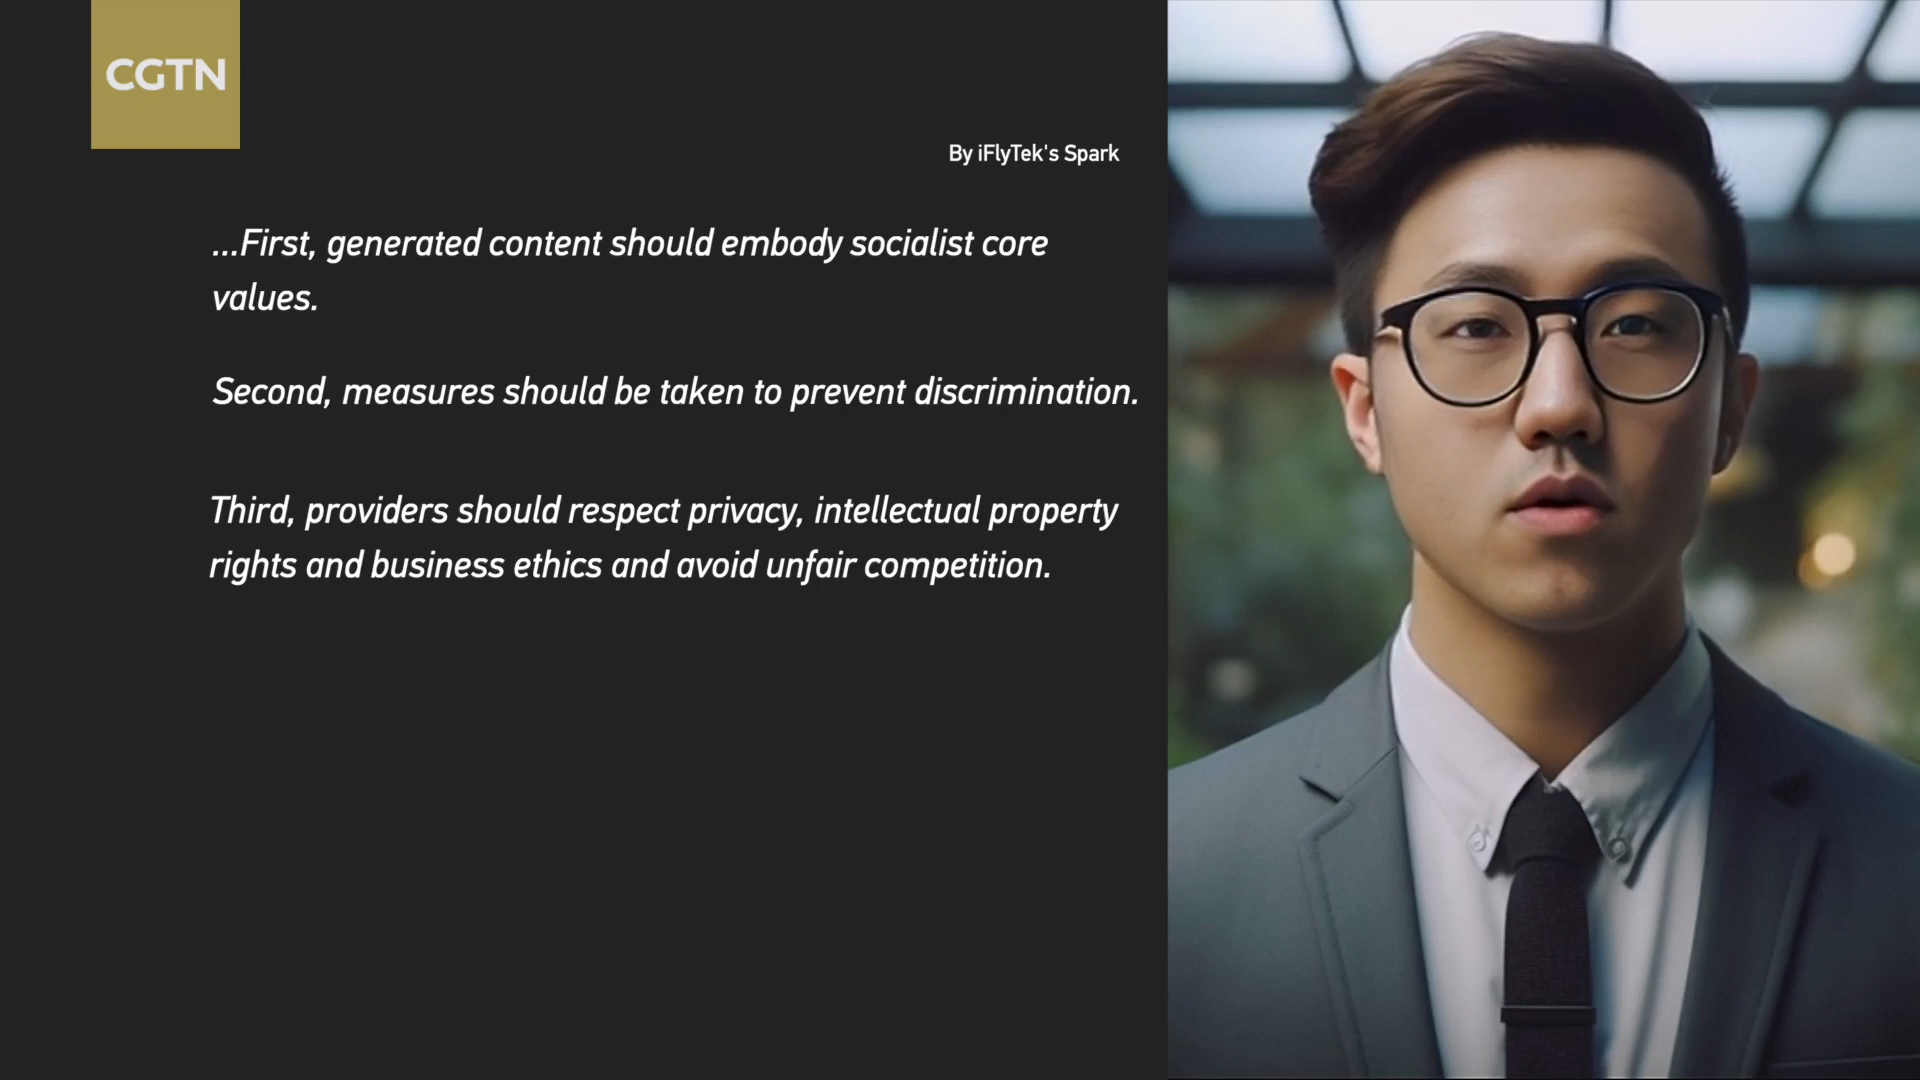 CGTN
By iFlyTek's Spark
...First, generated content should embody socialist core
values.
Second, measures should be taken to prevent discrimination.
Third, providers should respect privacy, intellectual property
rights and business ethics and avoid unfair competition.